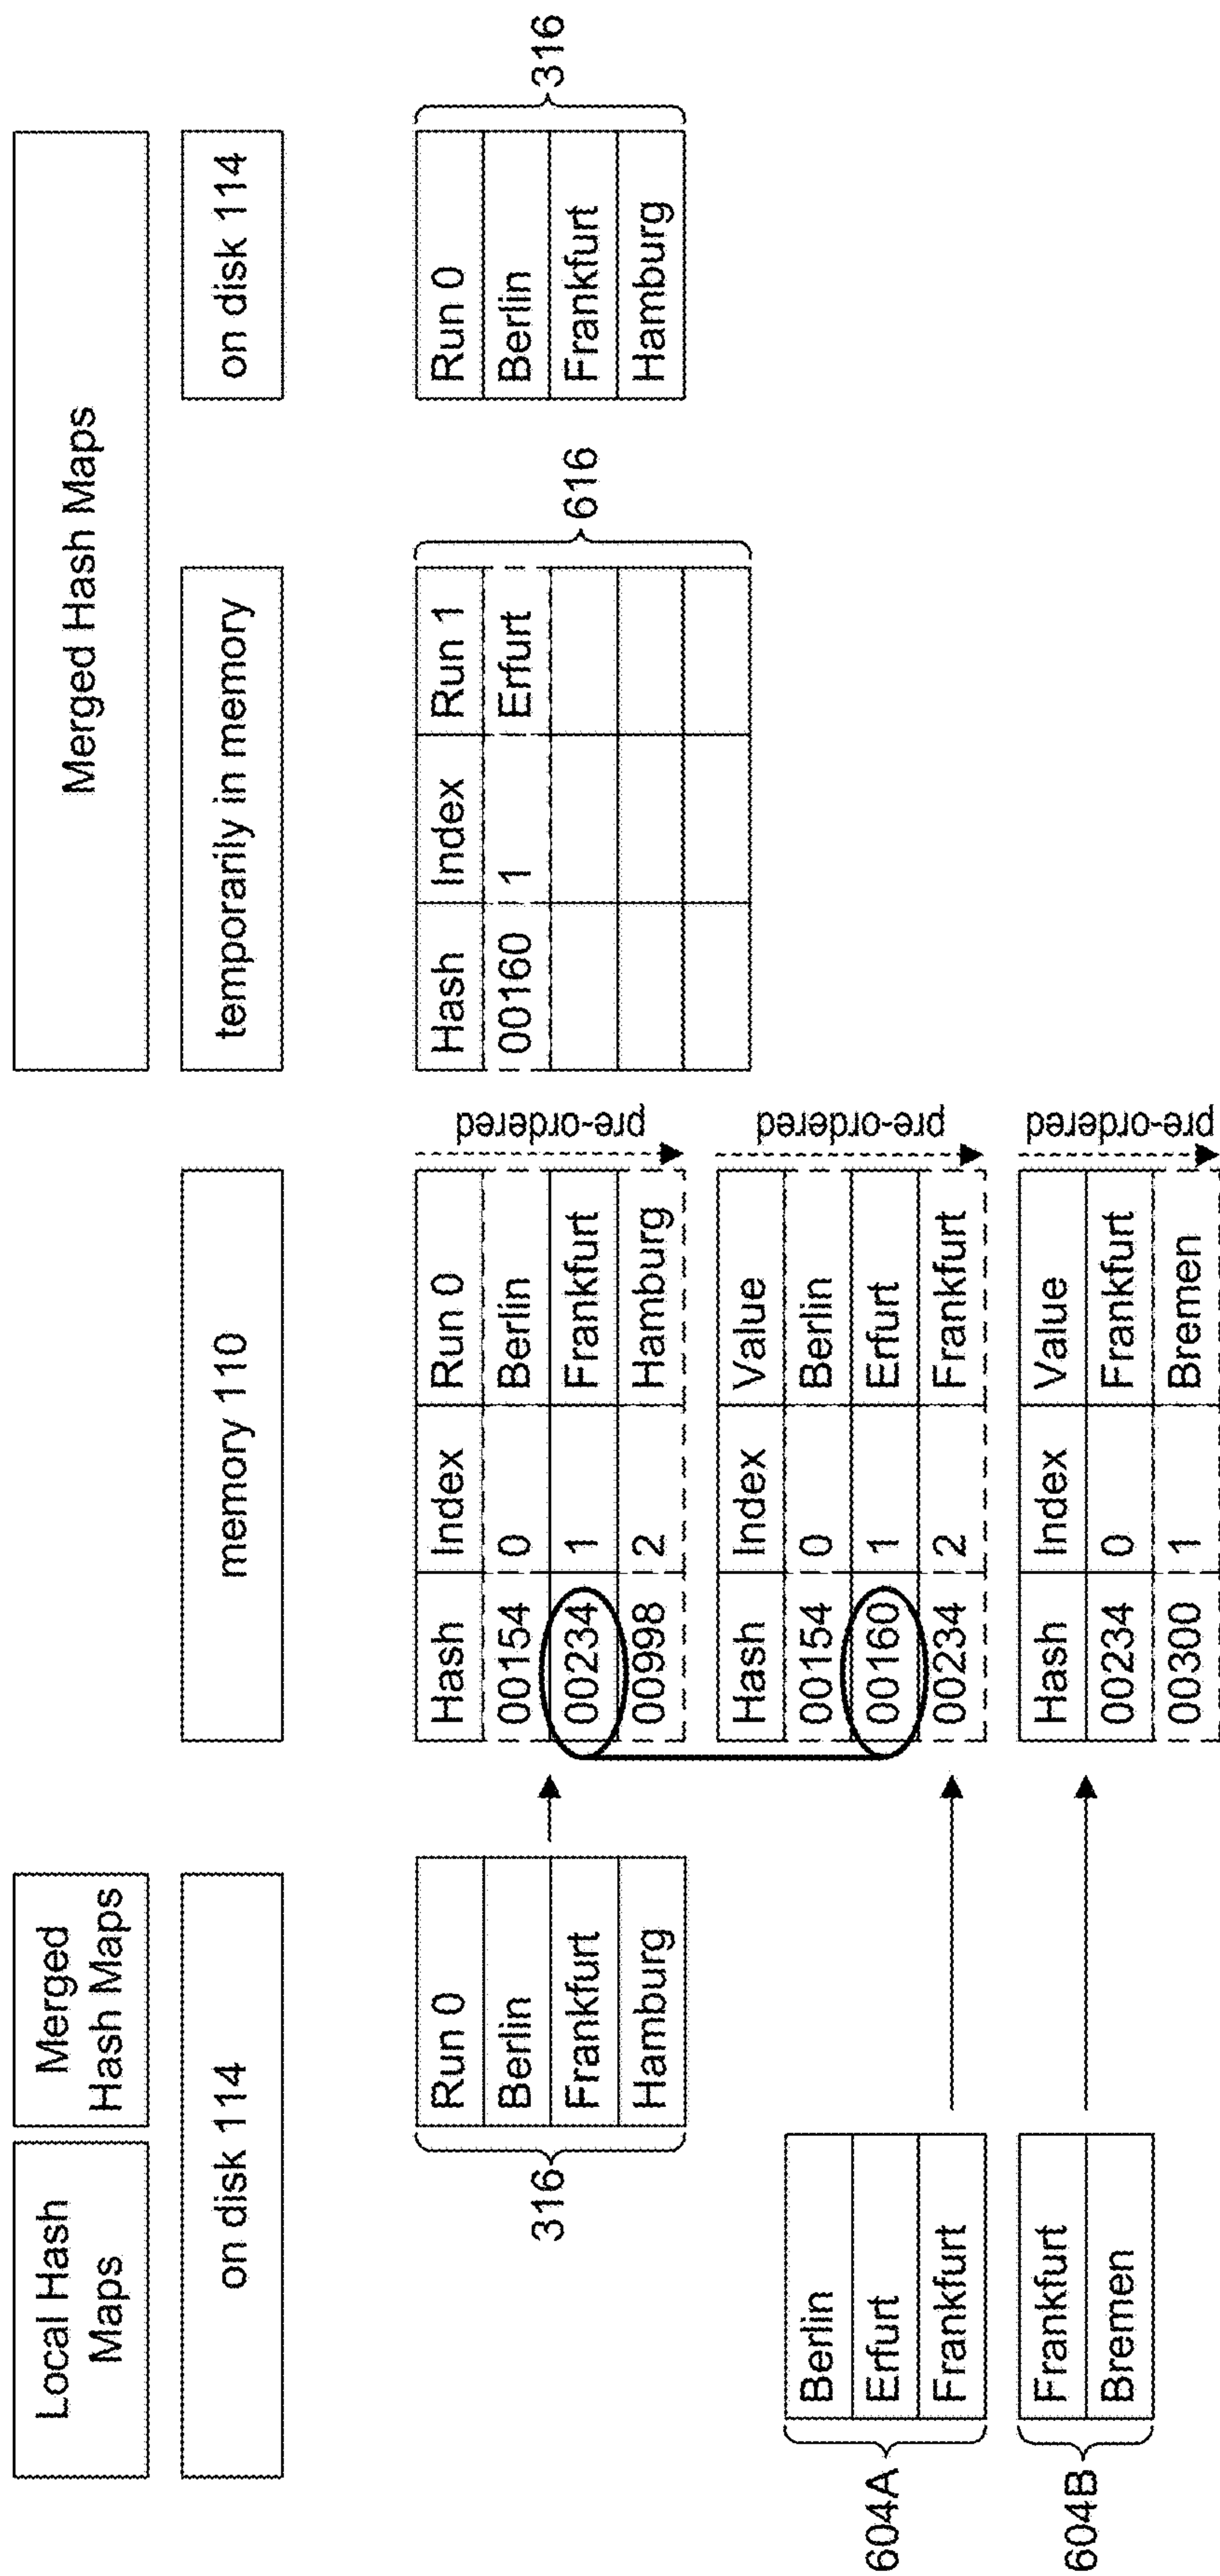 Local Hash
Maps
Merged
Hash Maps
Merged Hash Maps
on disk 114
memory 110
temporarily in memory
on disk 114
316
Run 0
Berlin
Frankfurt
Hamburg
Hash Index Run 0
00154 0 Berlin
00234 1 Frankfurt
00998 2 Hamburg
pre-ordered
Hash Index Run 1
00160 1 Erfurt
616
Run 0
Berlin
Frankfurt
Hamburg
316
604A
Berlin
Erfurt
Frankfurt
Hash Index Value
00154 0 Berlin
00160 1 Erfurt
00234 2 Frankfurt
pre-ordered
604B
Frankfurt
Bremen
Hash Index Value
00234 0 Frankfurt
00300 1 Bremen
pre-ordered